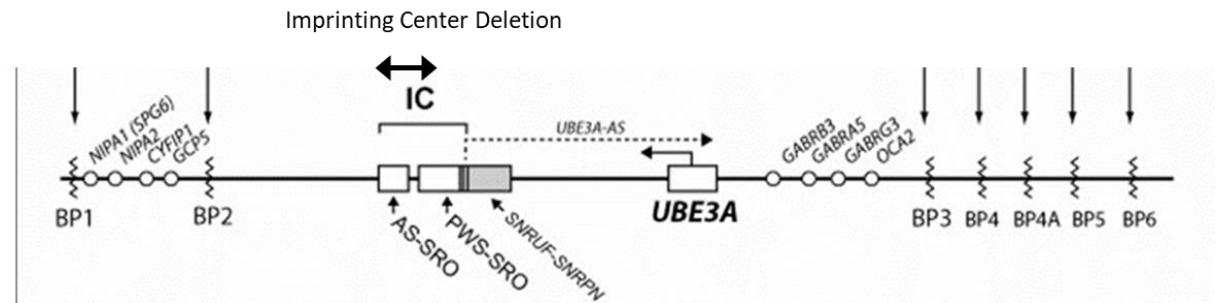 Imprinting Center Deletion
IC
UBE3A-AS
NIPA1 (SPG6)
NIPA2
CYFIP1
GCP5
GABRB3
GABRA5
GABRG3
OCA2
BP1
BP2
UBE3A
BP3
BP4
BP4A
BP5
BP6
AS-SRO
PWS-SRO
SNRUF-SNRPN